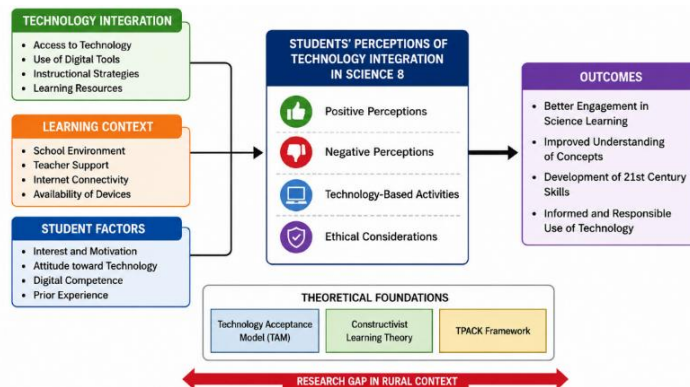 TECHNOLOGY INTEGRATION
• Access to Technology
• Use of Digital Tools
• Instructional Strategies
• Learning Resources
LEARNING CONTEXT
• School Environment
• Teacher Support
• Internet Connectivity
• Availability of Devices
STUDENT FACTORS
• Interest and Motivation
• Attitude toward Technology
• Digital Competence
• Prior Experience
STUDENTS' PERCEPTIONS OF
TECHNOLOGY INTEGRATION
IN SCIENCE 8
Positive Perceptions
Negative Perceptions
Technology-Based Activities
Ethical Considerations
OUTCOMES
• Better Engagement in
Science Learning
• Improved Understanding
of Concepts
• Development of 21st Century
Skills
• Informed and Responsible
Use of Technology
THEORETICAL FOUNDATIONS
Technology Acceptance
Model (TAM)
Constructivist
Learning Theory
TPACK Framework
RESEARCH GAP IN RURAL CONTEXT